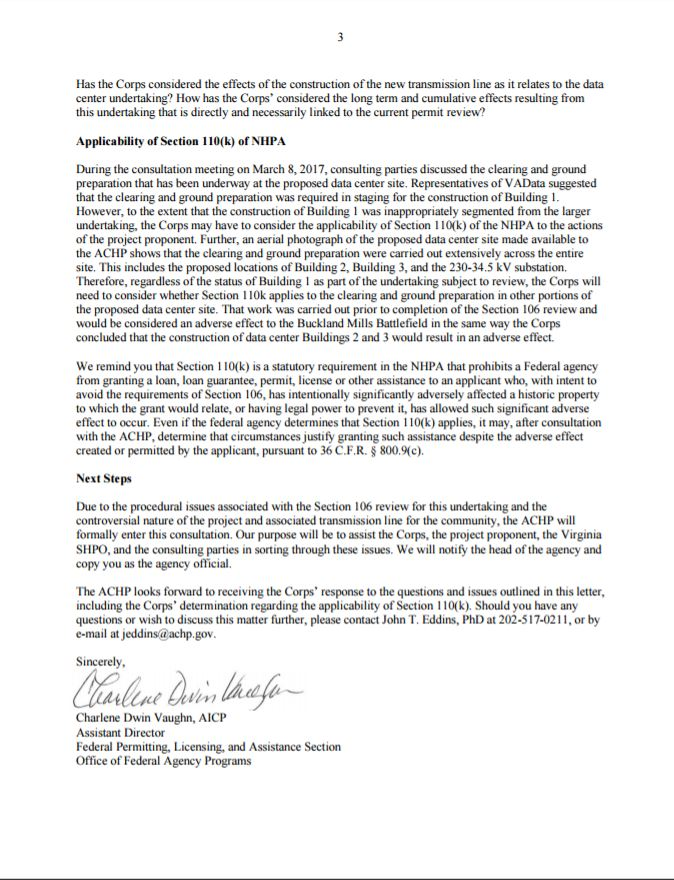 3
Has the Corps considered the effects of the construction of the new transmission line as it relates to the data
center undertaking? How has the Corps’ considered the long term and cumulative effects resulting from
this undertaking that is directly and necessarily linked to the current permit review?
Applicability of Section 110(k) of NHPA
During the consultation meeting on March 8, 2017, consulting parties discussed the clearing and ground
preparation that has been underway at the proposed data center site. Representatives of VAData suggested
that the clearing and ground preparation was required in staging for the construction of Building 1.
However, to the extent that the construction of Building 1 was inappropriately segmented from the larger
undertaking, the Corps may have to consider the applicability of Section 110(k) of the NHPA to the actions
of the project proponent. Further, an aerial photograph of the proposed data center site made available to
the ACHP shows that the clearing and ground preparation were carried out extensively across the entire
site. This includes the proposed locations of Building 2, Building 3, and the 230-34.5 kV substation.
Therefore, regardless of the status of Building 1 as part of the undertaking subject to review, the Corps will
need to consider whether Section 110k applies to the clearing and ground preparation in other portions of
the proposed data center site. That work was carried out prior to completion of the Section 106 review and
would be considered an adverse effect to the Buckland Mills Battlefield in the same way the Corps
concluded that the construction of data center Buildings 2 and 3 would result in an adverse effect.
We remind you that Section 110(k) is a statutory requirement in the NHPA that prohibits a Federal agency
from granting a loan, loan guarantee, permit, license or other assistance to an applicant who, with intent to
avoid the requirements of Section 106, has intentionally significantly adversely affected a historic property
to which the grant would relate, or having legal power to prevent it, has allowed such significant adverse
effect to occur. Even if the federal agency determines that Section 110(k) applies, it may, after consultation
with the ACHP, determine that circumstances justify granting such assistance despite the adverse effect
created or permitted by the applicant, pursuant to 36 C.F.R. § 800.9(c).
Next Steps
Due to the procedural issues associated with the Section 106 review for this undertaking and the
controversial nature of the project and associated transmission line for the community, the ACHP will
formally enter this consultation. Our purpose will be to assist the Corps, the project proponent, the Virginia
SHPO, and the consulting parties in sorting through these issues. We will notify the head of the agency and
copy you as the agency official.
The ACHP looks forward to receiving the Corps’ response to the questions and issues outlined in this letter,
including the Corps’ determination regarding the applicability of Section 110(k). Should you have any
questions or wish to discuss this matter further, please contact John T. Eddins, PhD at 202-517-0211, or by
e-mail at jeddins@achp.gov.
Sincerely,
Charlene Dwin Vaughn
Charlene Dwin Vaughn, AICP
Assistant Director
Federal Permitting, Licensing, and Assistance Section
Office of Federal Agency Programs